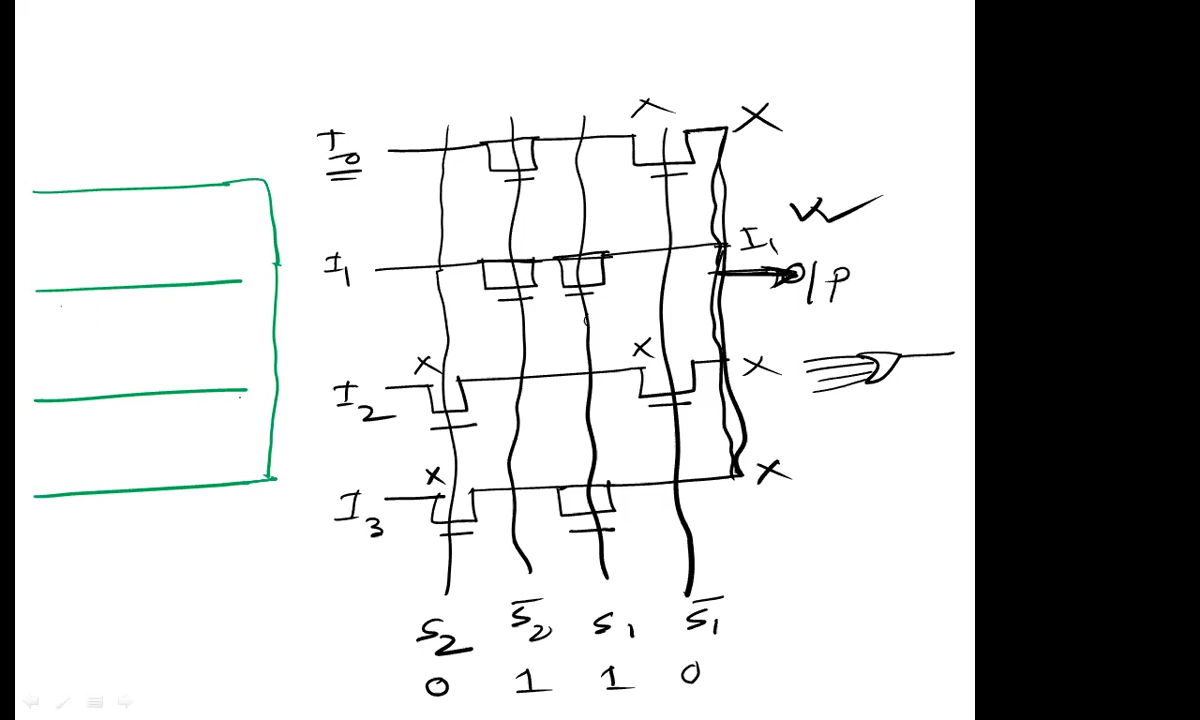 I0 X X
I1 I1
O/P
X X X
I2
X X
I3
S2 S̅2 S1 S̅1
0 1 1 0